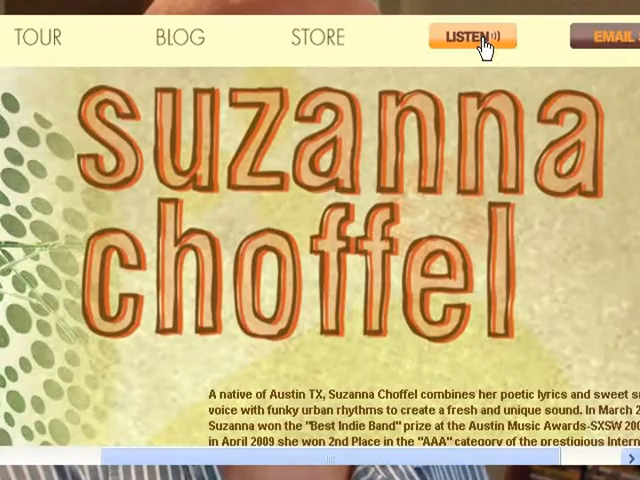 TOUR BLOG STORE LISTEN EMAIL
suzanna
choffel
A native of Austin TX, Suzanna Choffel combines her poetic lyrics and sweet
voice with funky urban rhythms to create a fresh and unique sound. In March
Suzanna won the "Best Indie Band" prize at the Austin Music Awards-SXSW
in April 2009 she won 2nd Place in the "AAA" category of the prestigious